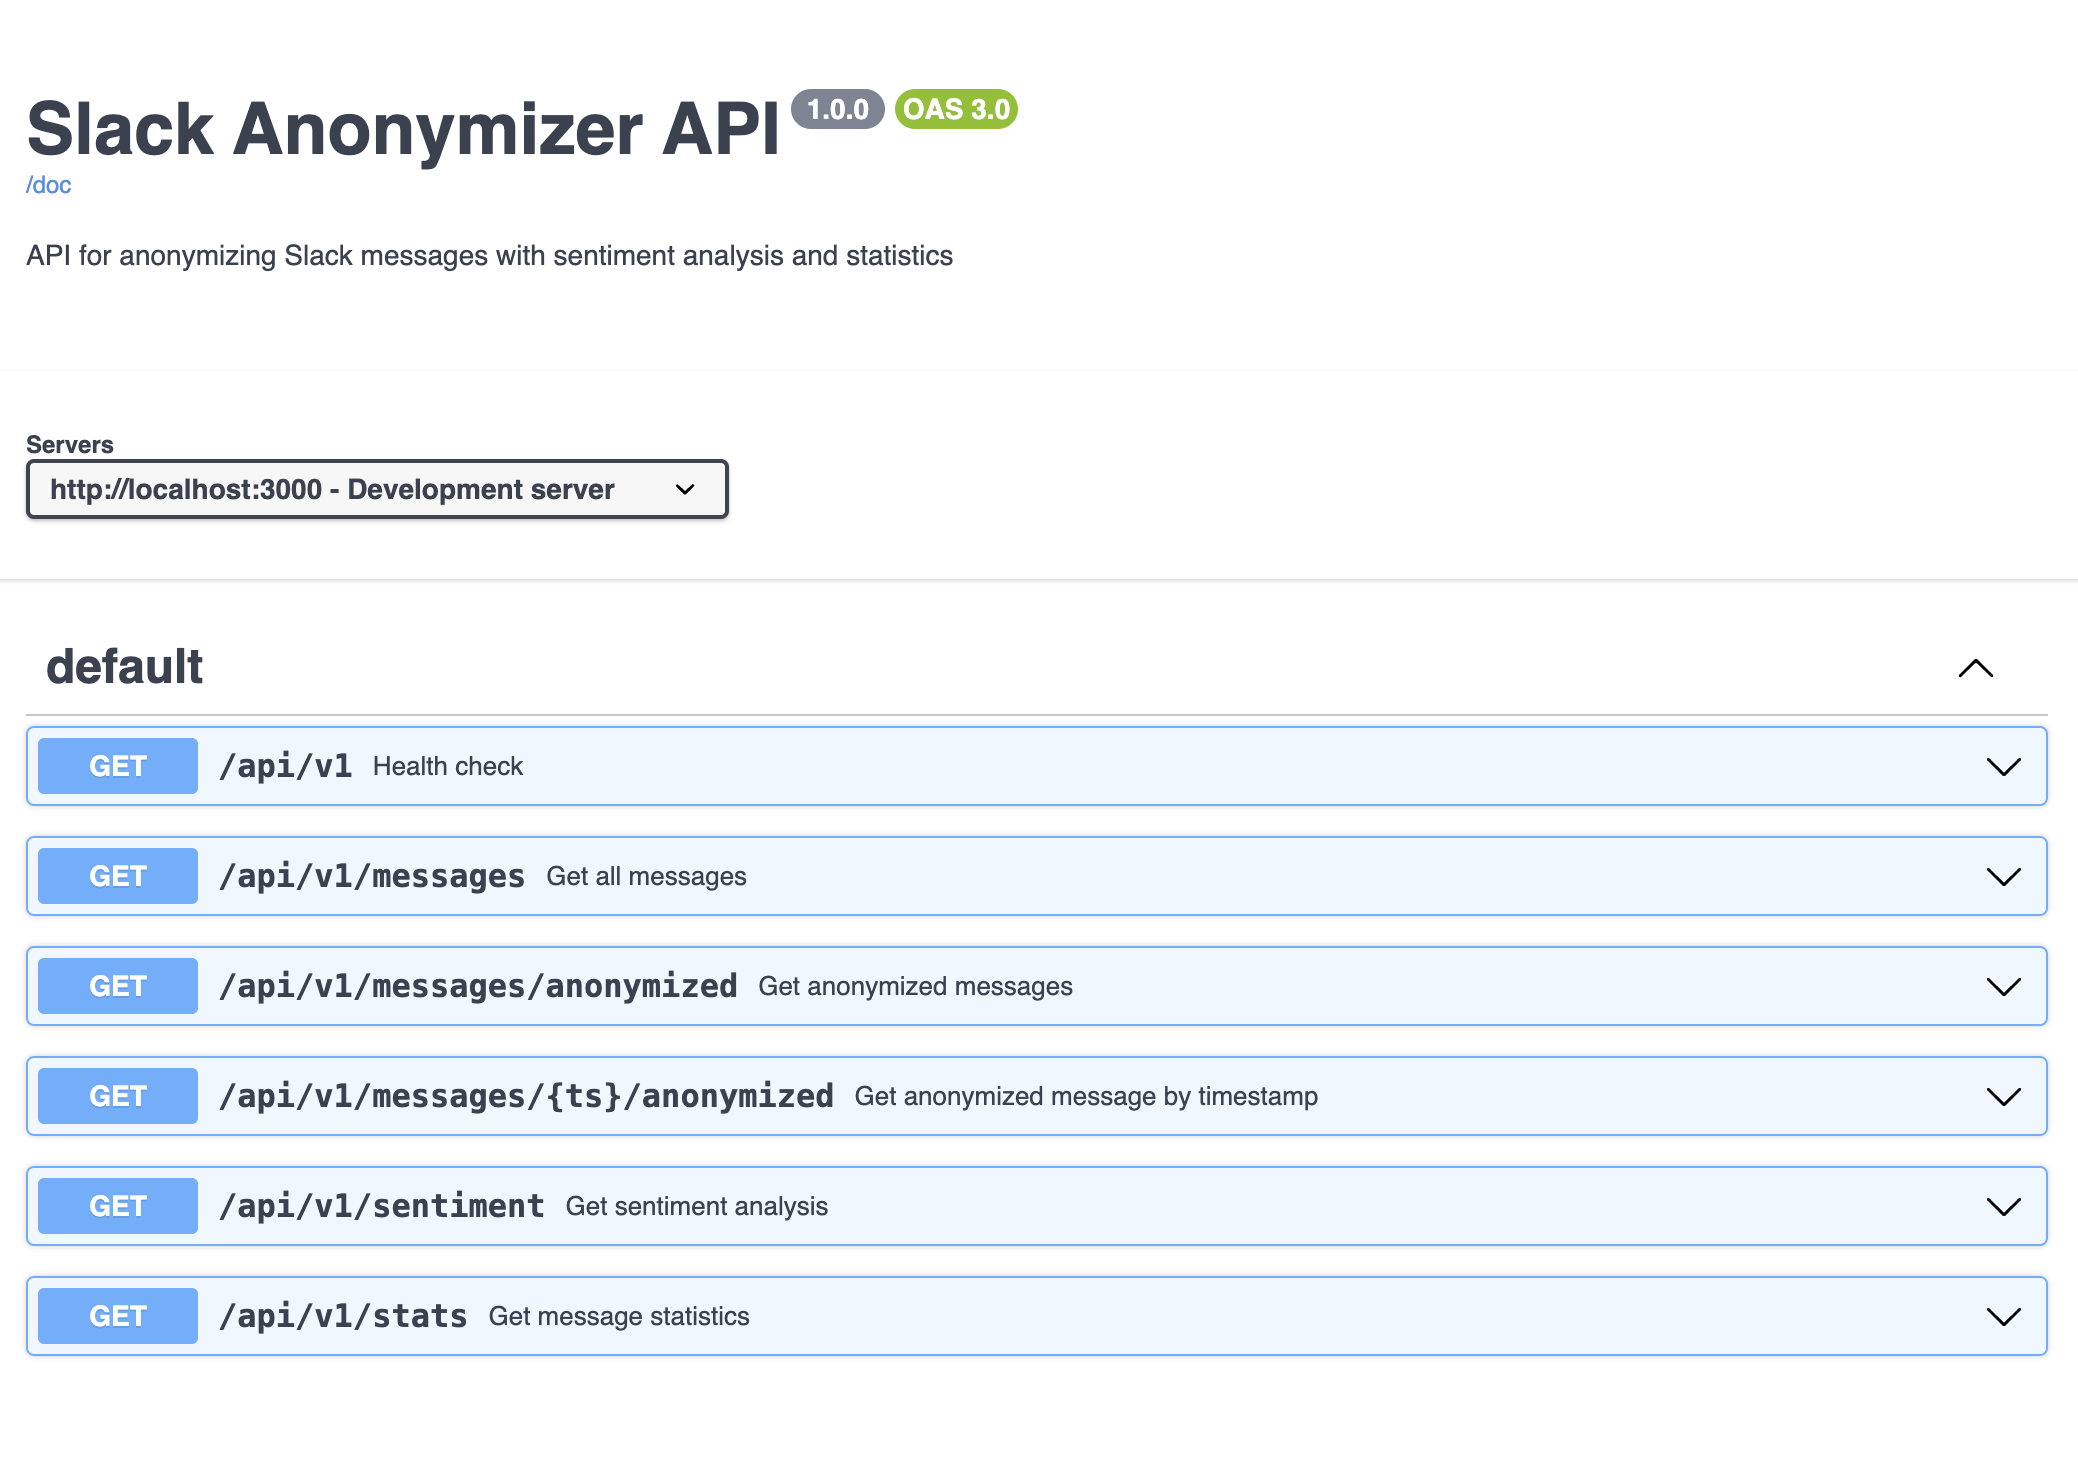 Slack Anonymizer API 1.0.0 OAS 3.0
/doc
API for anonymizing Slack messages with sentiment analysis and statistics
Servers
http://localhost:3000 - Development server
default
GET /api/v1 Health check
GET /api/v1/messages Get all messages
GET /api/v1/messages/anonymized Get anonymized messages
GET /api/v1/messages/{ts}/anonymized Get anonymized message by timestamp
GET /api/v1/sentiment Get sentiment analysis
GET /api/v1/stats Get message statistics